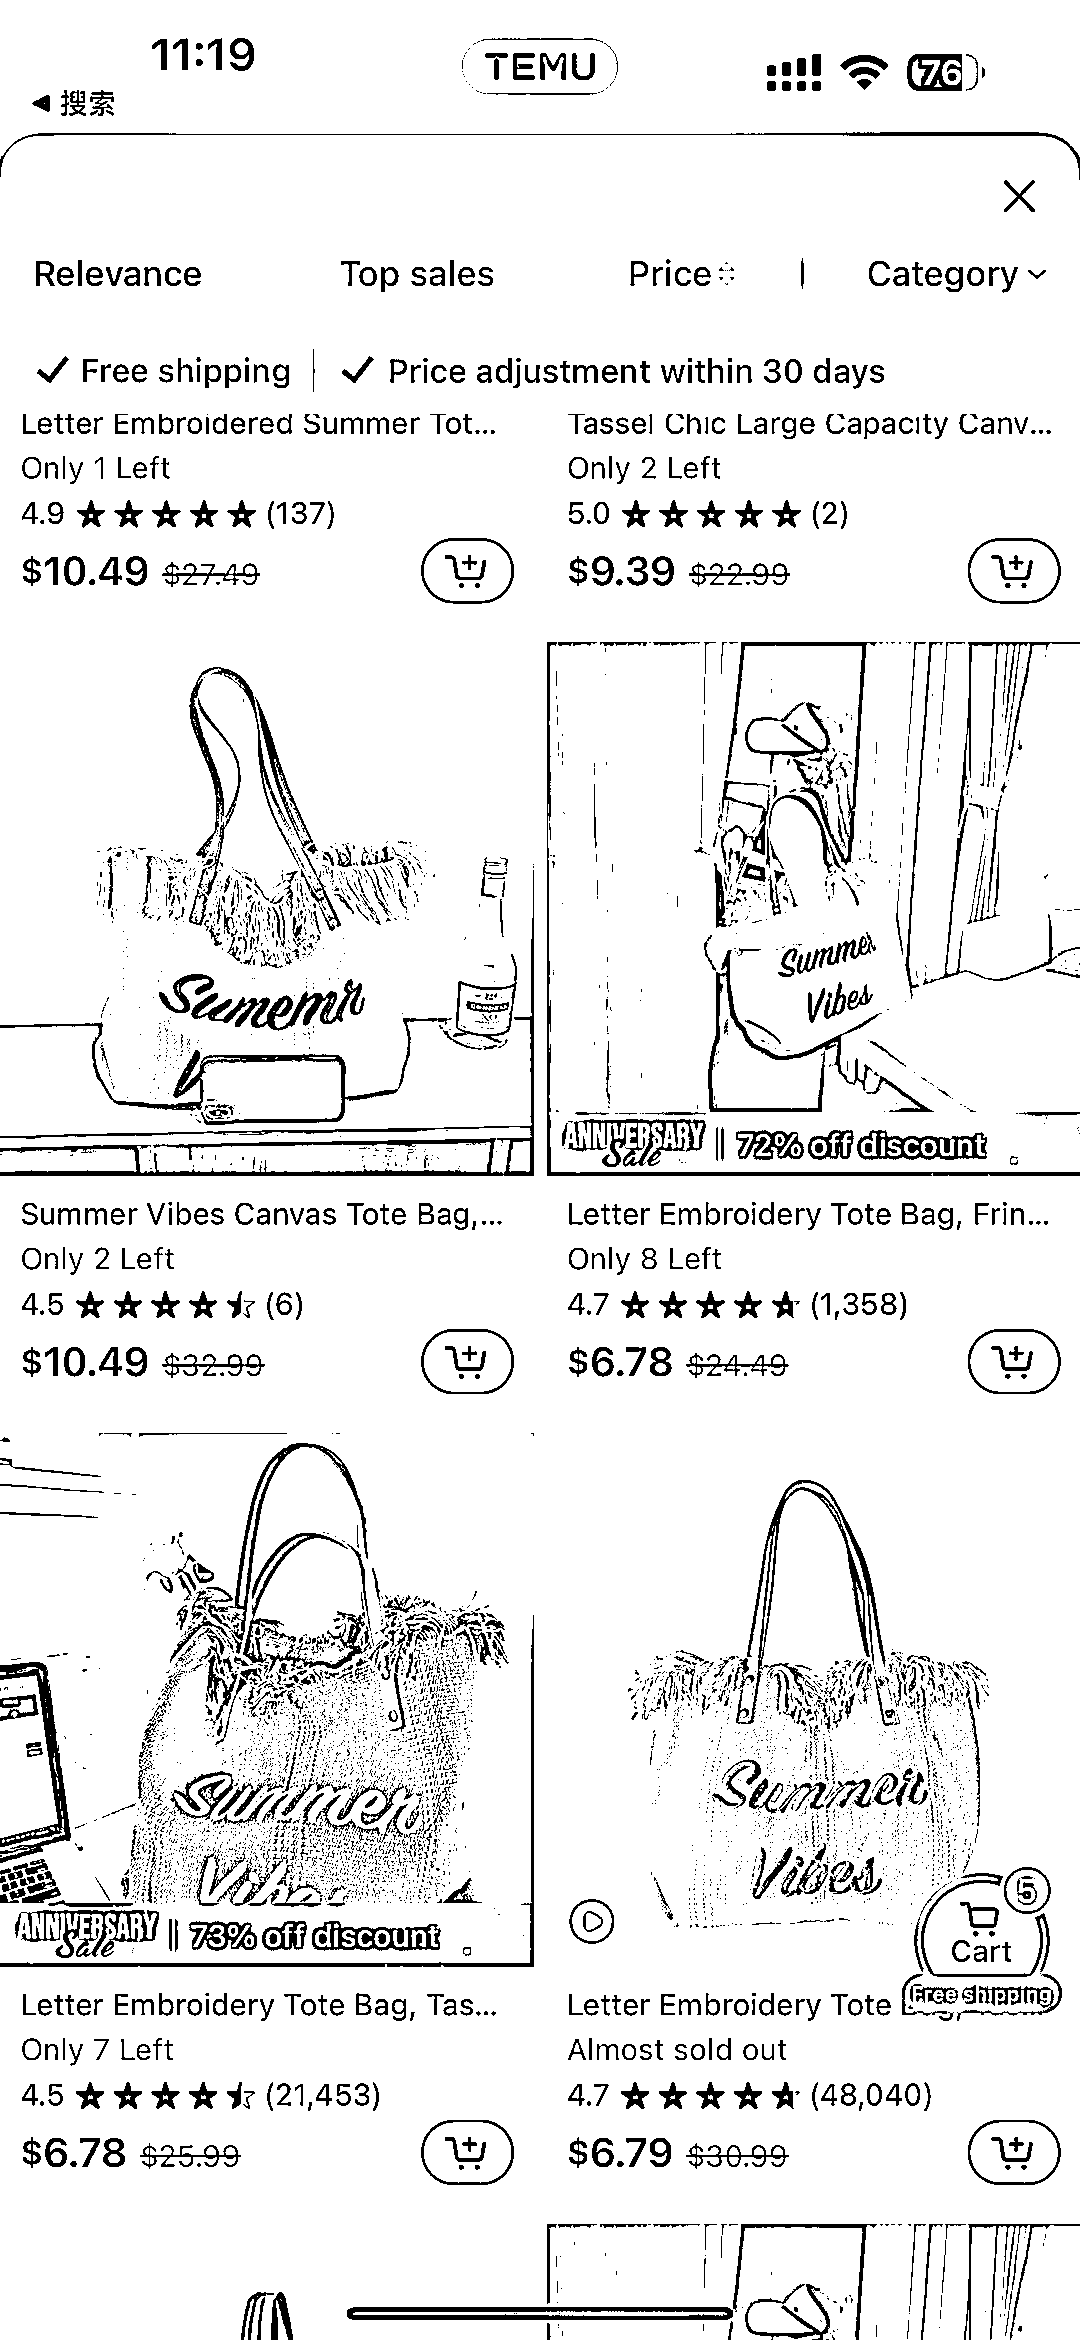 11:19
TEMU
76
◀ 搜索
Relevance
Top sales
Price
Category
Free shipping
Price adjustment within 30 days
Letter Embroidered Summer Tot...
Only 1 Left
4.9 ★★★★★ (137)
$10.49 $27.49
Tassel Chic Large Capacity Canv...
Only 2 Left
5.0 ★★★★★ (2)
$9.39 $22.99
Sumemr
Summer
Vibes
ANNIVERSARY
Sale
72% off discount
Summer Vibes Canvas Tote Bag,...
Only 2 Left
4.5 (6)
$10.49 $32.99
Letter Embroidery Tote Bag, Frin...
Only 8 Left
4.7 (1,358)
$6.78 $24.49
Summer
Vibes
ANNIVERSARY
Sale
73% off discount
Summer
Vibes
5
Cart
Free shipping
Letter Embroidery Tote Bag, Tas...
Only 7 Left
4.5 (21,453)
$6.78 $25.99
Letter Embroidery Tote Bag,
Almost sold out
4.7 (48,040)
$6.79 $30.99